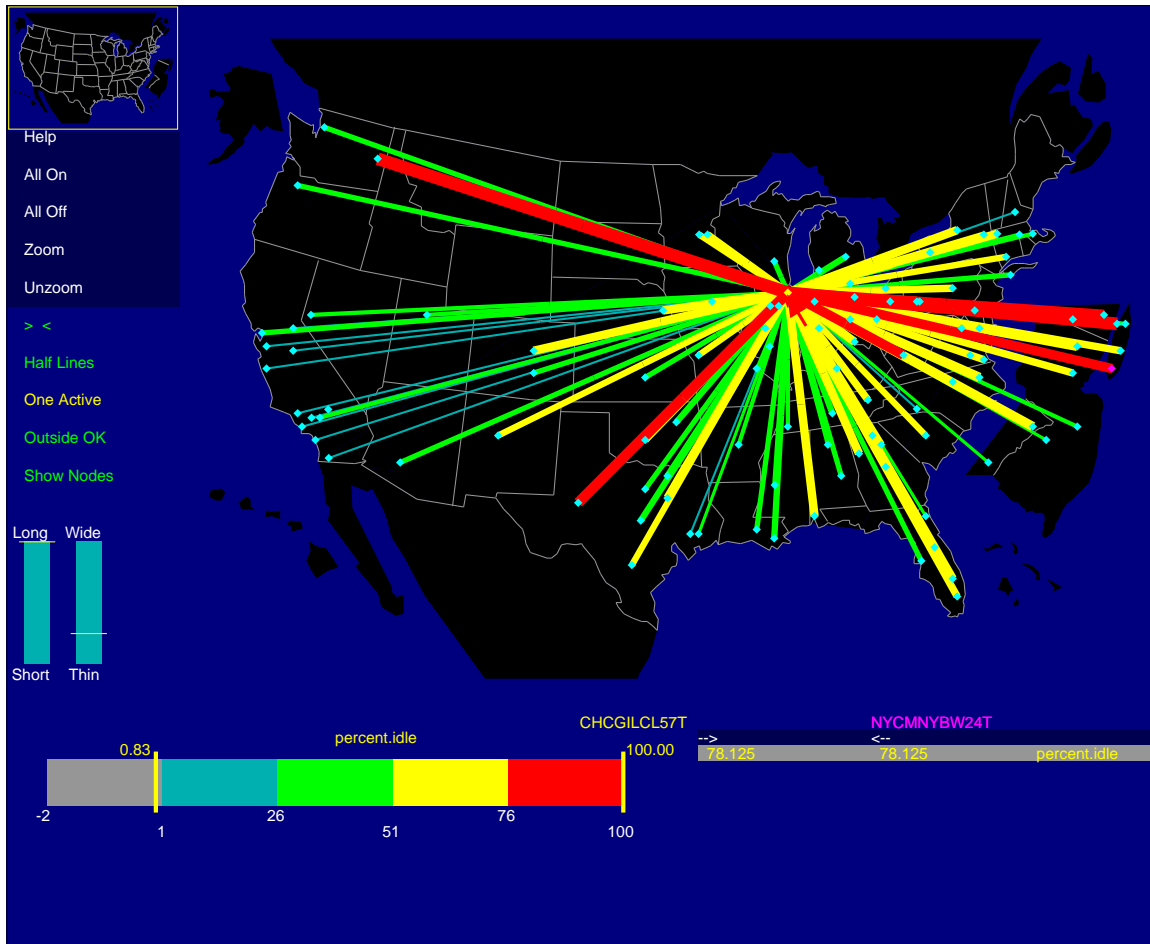 Help
All On
All Off
Zoom
Unzoom
> <
Half Lines
One Active
Outside OK
Show Nodes
Long Wide
Short Thin
CHCGILCL57T NYCMNYBW24T
--> <--
78.125 78.125 percent.idle
percent.idle
0.83 100.00
-2 26 51 76 100
1